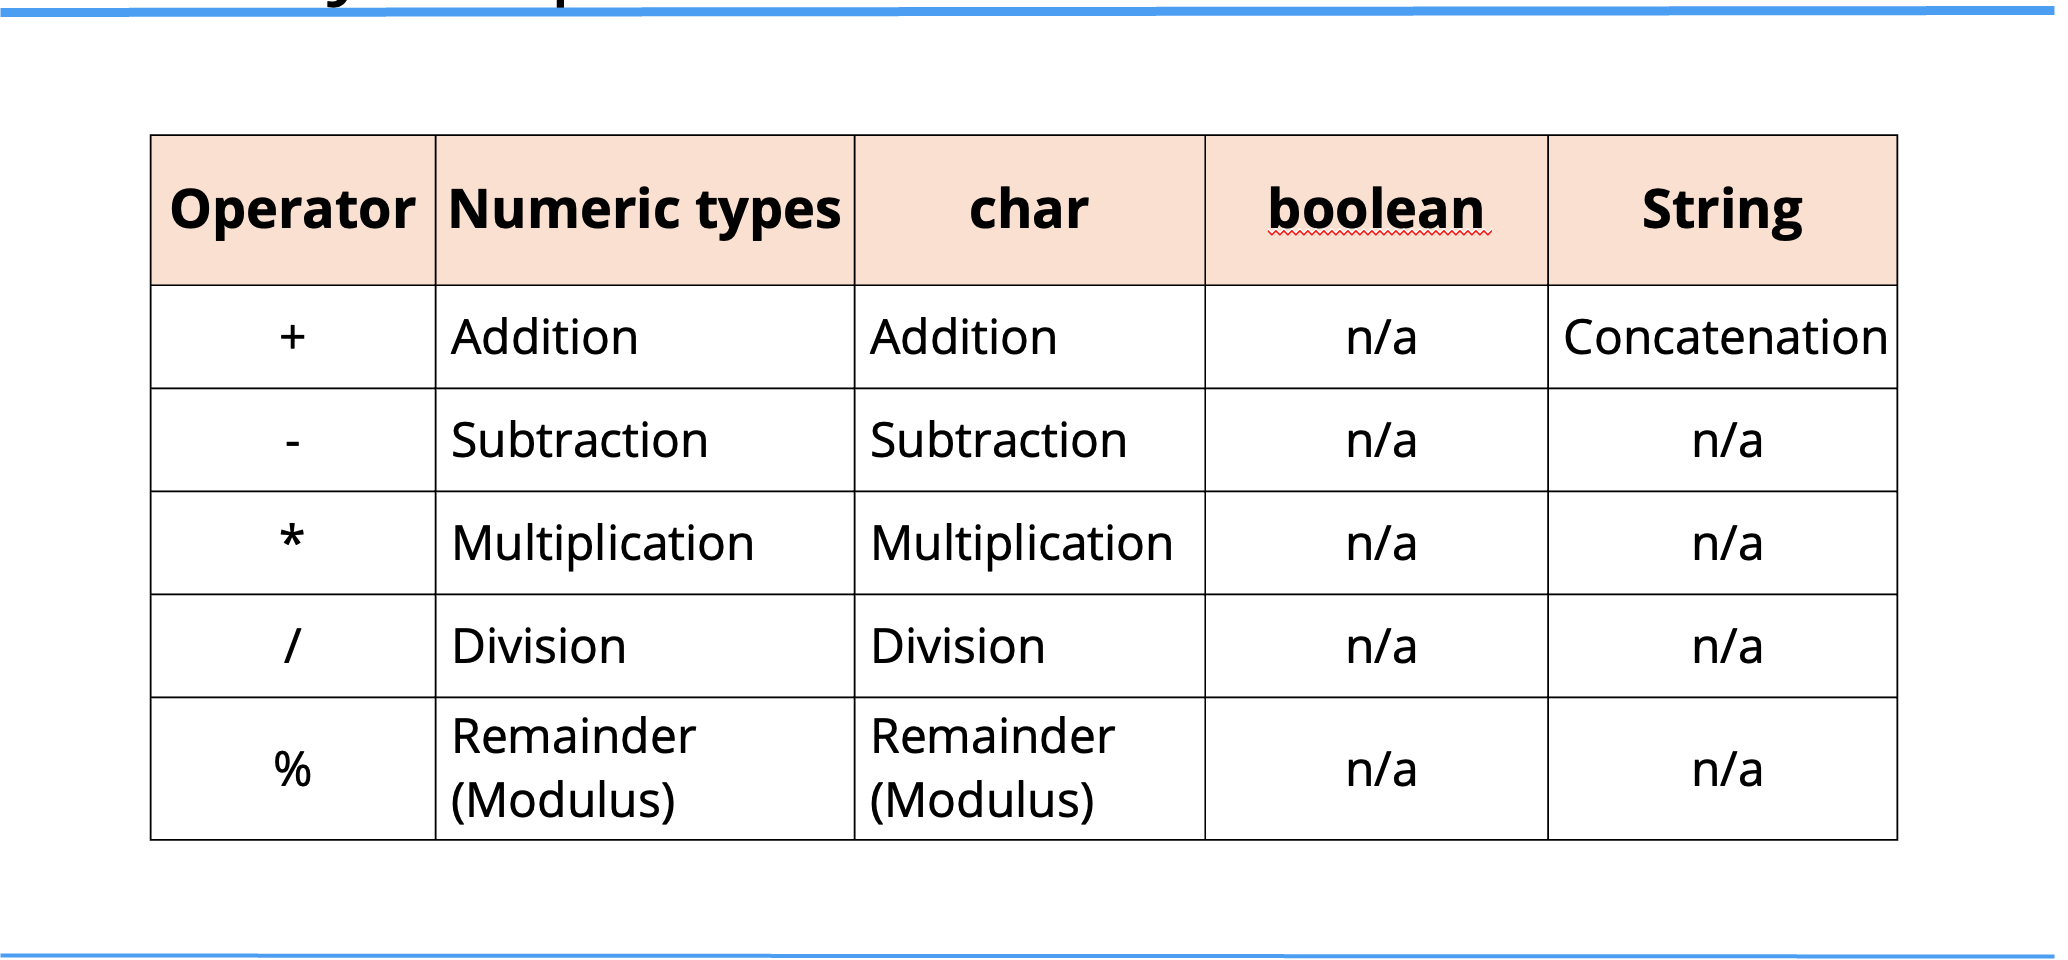 Operator Numeric types char boolean String
+ Addition Addition n/a Concatenation
- Subtraction Subtraction n/a n/a
* Multiplication Multiplication n/a n/a
/ Division Division n/a n/a
% Remainder (Modulus) Remainder (Modulus) n/a n/a